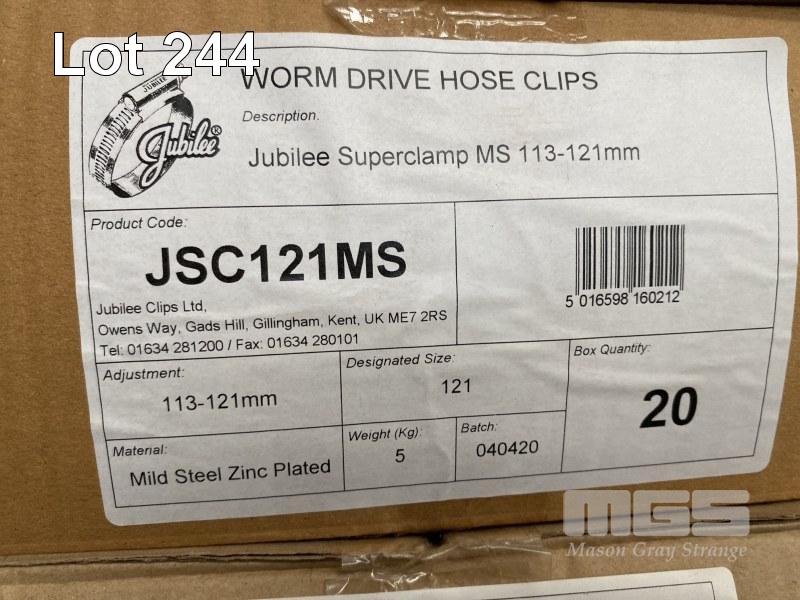 Lot 244
WORM DRIVE HOSE CLIPS
JUBILEE
Jubilee®
Description.
Jubilee Superclamp MS 113-121mm
Product Code:
JSC121MS
Jubilee Clips Ltd,
Owens Way, Gads Hill, Gillingham, Kent, UK ME7 2RS
Tel: 01634 281200 / Fax: 01634 280101
5 016598 160212
Adjustment:
113-121mm
Designated Size:
121
Box Quantity:
20
Material:
Mild Steel Zinc Plated
Weight (Kg):
5
Batch:
040420
MGS
Mason Gray Strange